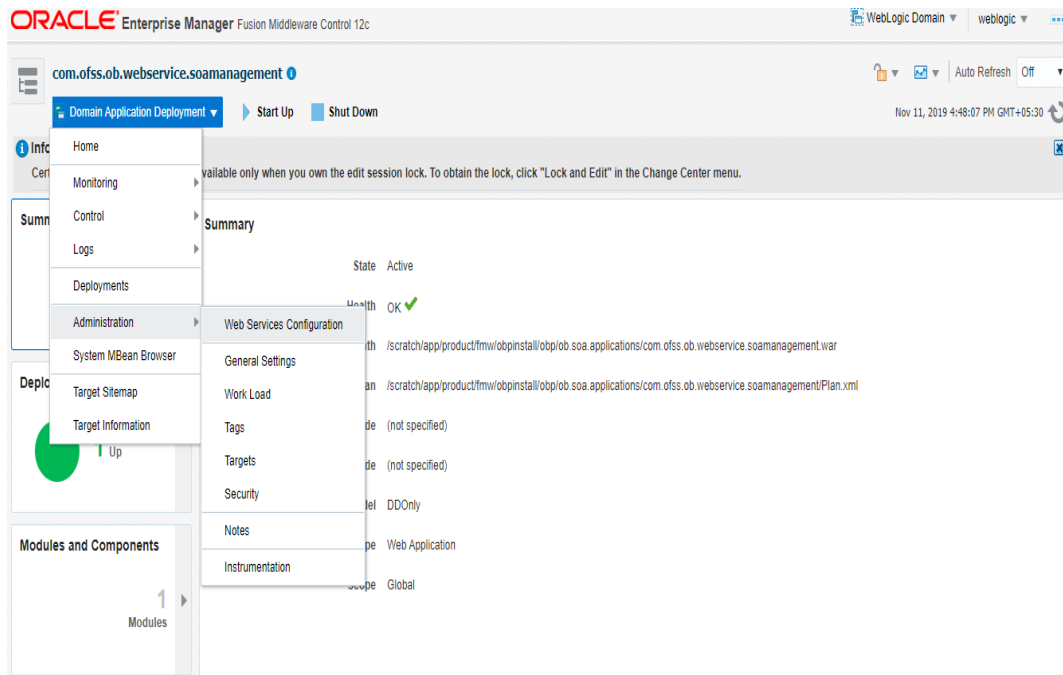 ORACLE® Enterprise Manager Fusion Middleware Control 12c
WebLogic Domain
weblogic
com.ofss.ob.webservice.soamanagement
Auto Refresh Off
Domain Application Deployment
Start Up
Shut Down
Nov 11, 2019 4:48:07 PM GMT+05:30
only when you own the edit session lock. To obtain the lock, click "Lock and Edit" in the Change Center menu.
Home
Monitoring
Control
Logs
Deployments
Administration
System MBean Browser
Target Sitemap
Target Information
Web Services Configuration
General Settings
Work Load
Tags
Targets
Security
Notes
Instrumentation
Summary
State Active
OK
/scratch/app/product/fmw/obpinstall/obp/ob.soa.applications/com.ofss.ob.webservice.soamanagement.war
/scratch/app/product/fmw/obpinstall/obp/ob.soa.applications/com.ofss.ob.webservice.soamanagement/Plan.xml
(not specified)
(not specified)
DDOnly
Web Application
Global
Up
Modules and Components
1
Modules